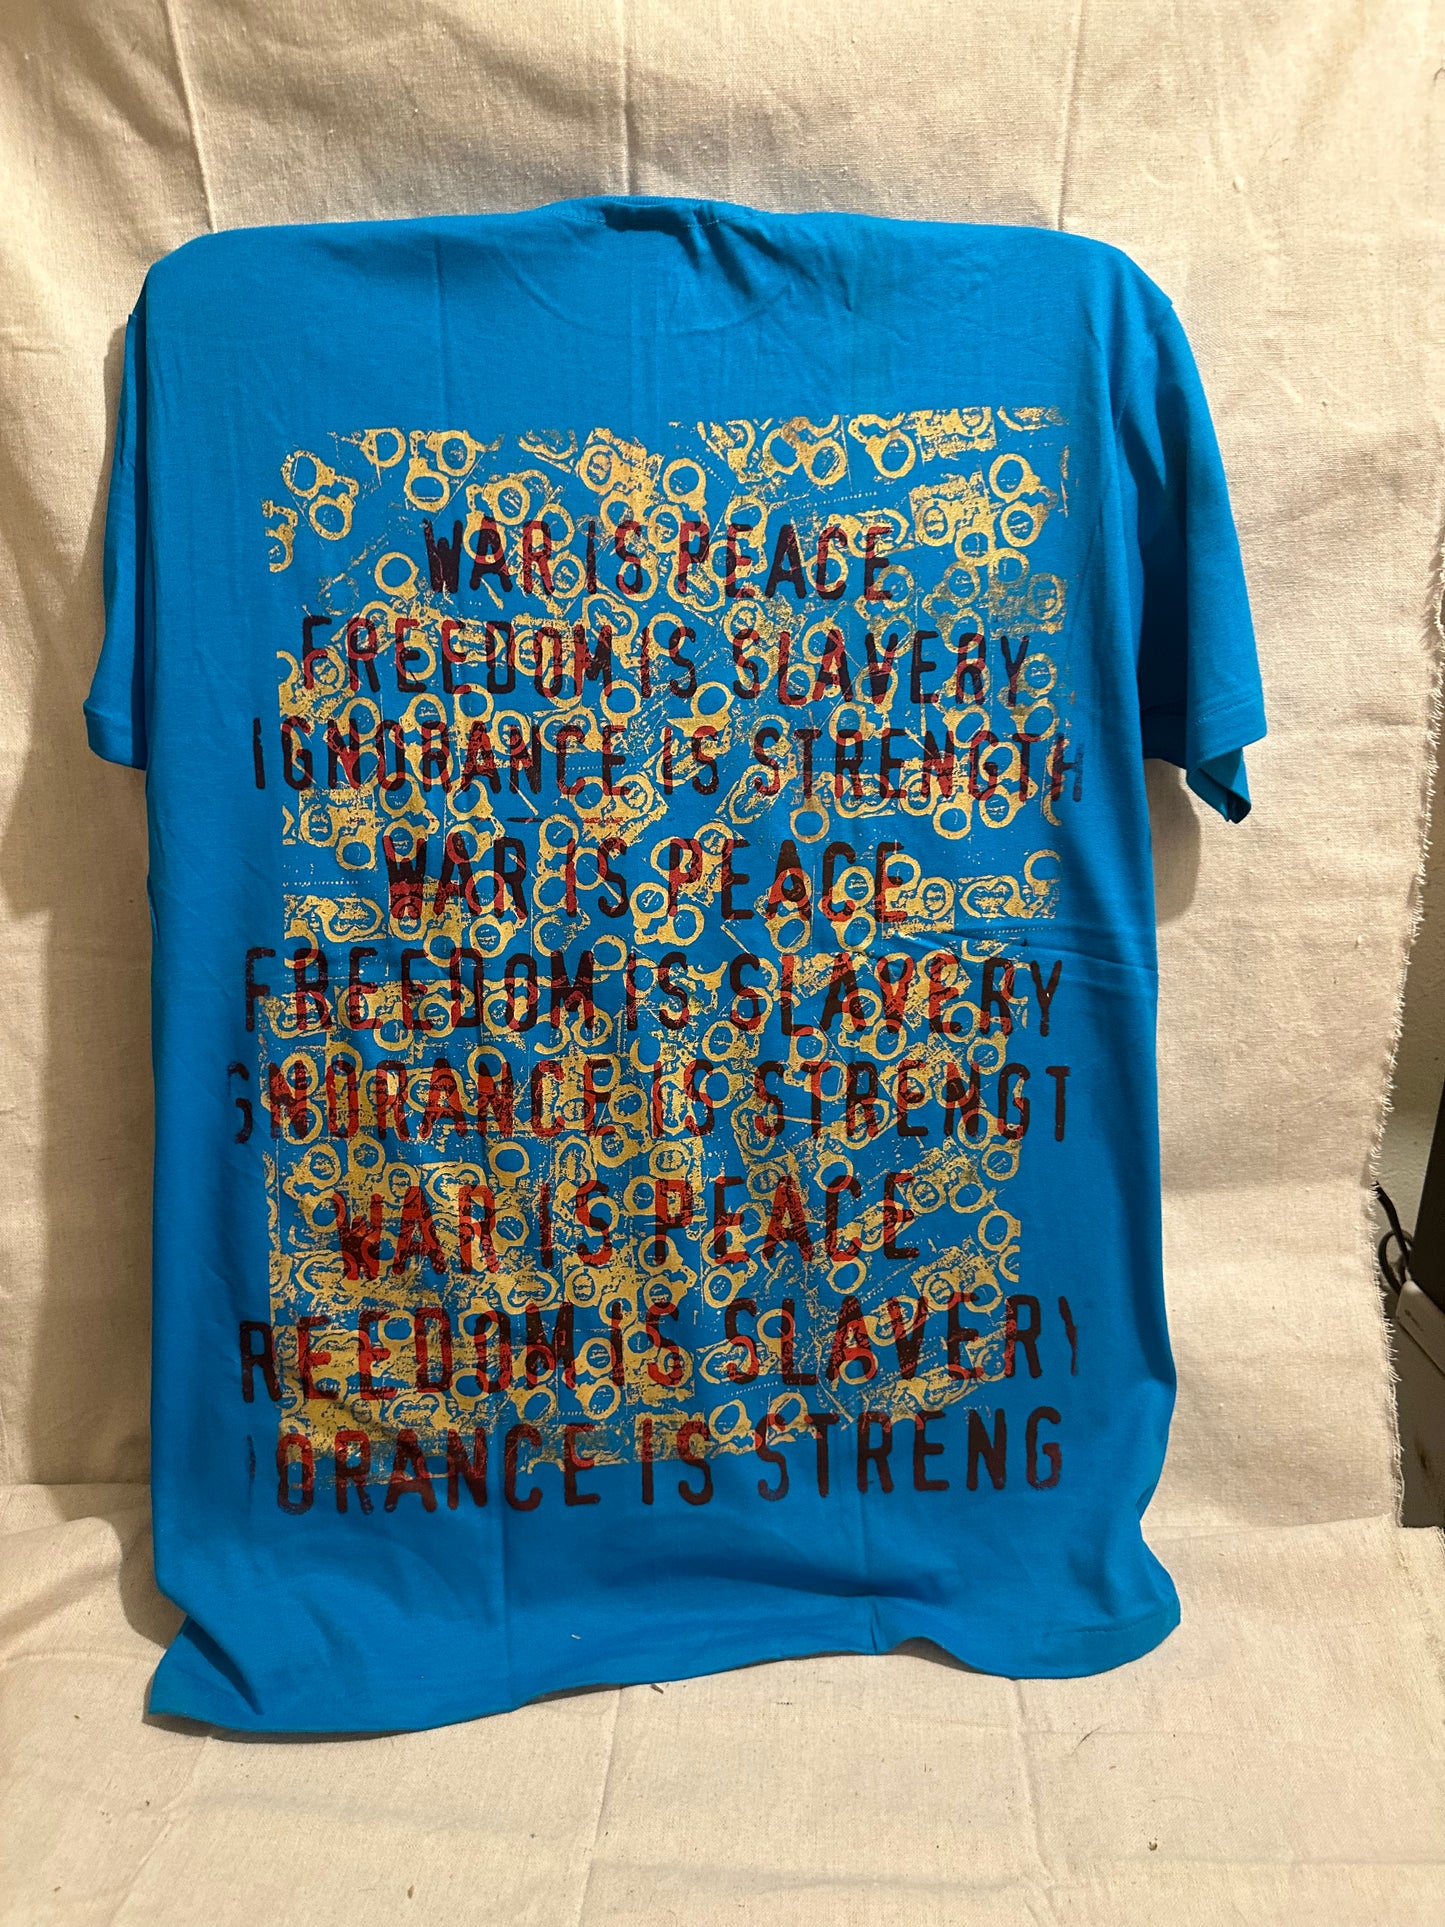 WAR IS PEACE
FREEDOM IS SLAVERY
IGNORANCE IS STRENGTH
WAR IS PEACE
FREEDOM IS SLAVERY
GNORANCE IS STRENGT
WAR IS PEACE
REEDOM IS SLAVERY
ORANCE IS STRENG